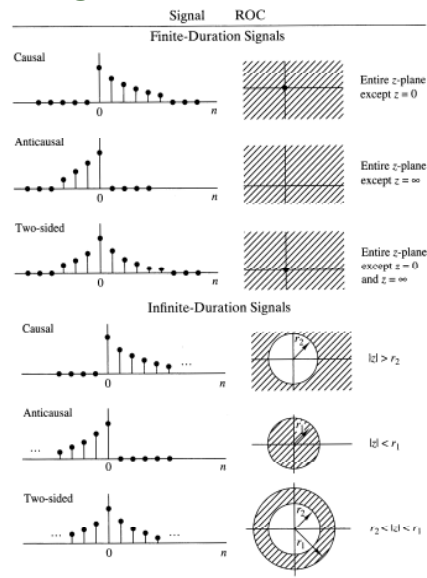 Signal ROC
Finite-Duration Signals
Causal
0
n
Entire z-plane
except z = 0
Anticausal
0
n
Entire z-plane
except z = ∞
Two-sided
0
n
Entire z-plane
except z = 0
and z = ∞
Infinite-Duration Signals
Causal
...
0
n
r₂
|z| > r₂
Anticausal
...
0
n
r₁
|z| < r₁
Two-sided
... ...
0
n
r₂
r₁
r₂ < |z| < r₁